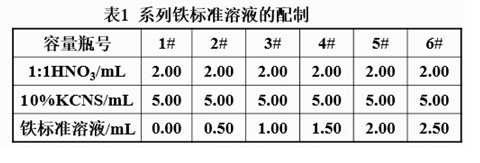 表1 系列铁标准溶液的配制
容量瓶号 1# 2# 3# 4# 5# 6#
1:1HNO₃/mL 2.00 2.00 2.00 2.00 2.00 2.00
10%KCNS/mL 5.00 5.00 5.00 5.00 5.00 5.00
铁标准溶液/mL 0.00 0.50 1.00 1.50 2.00 2.50